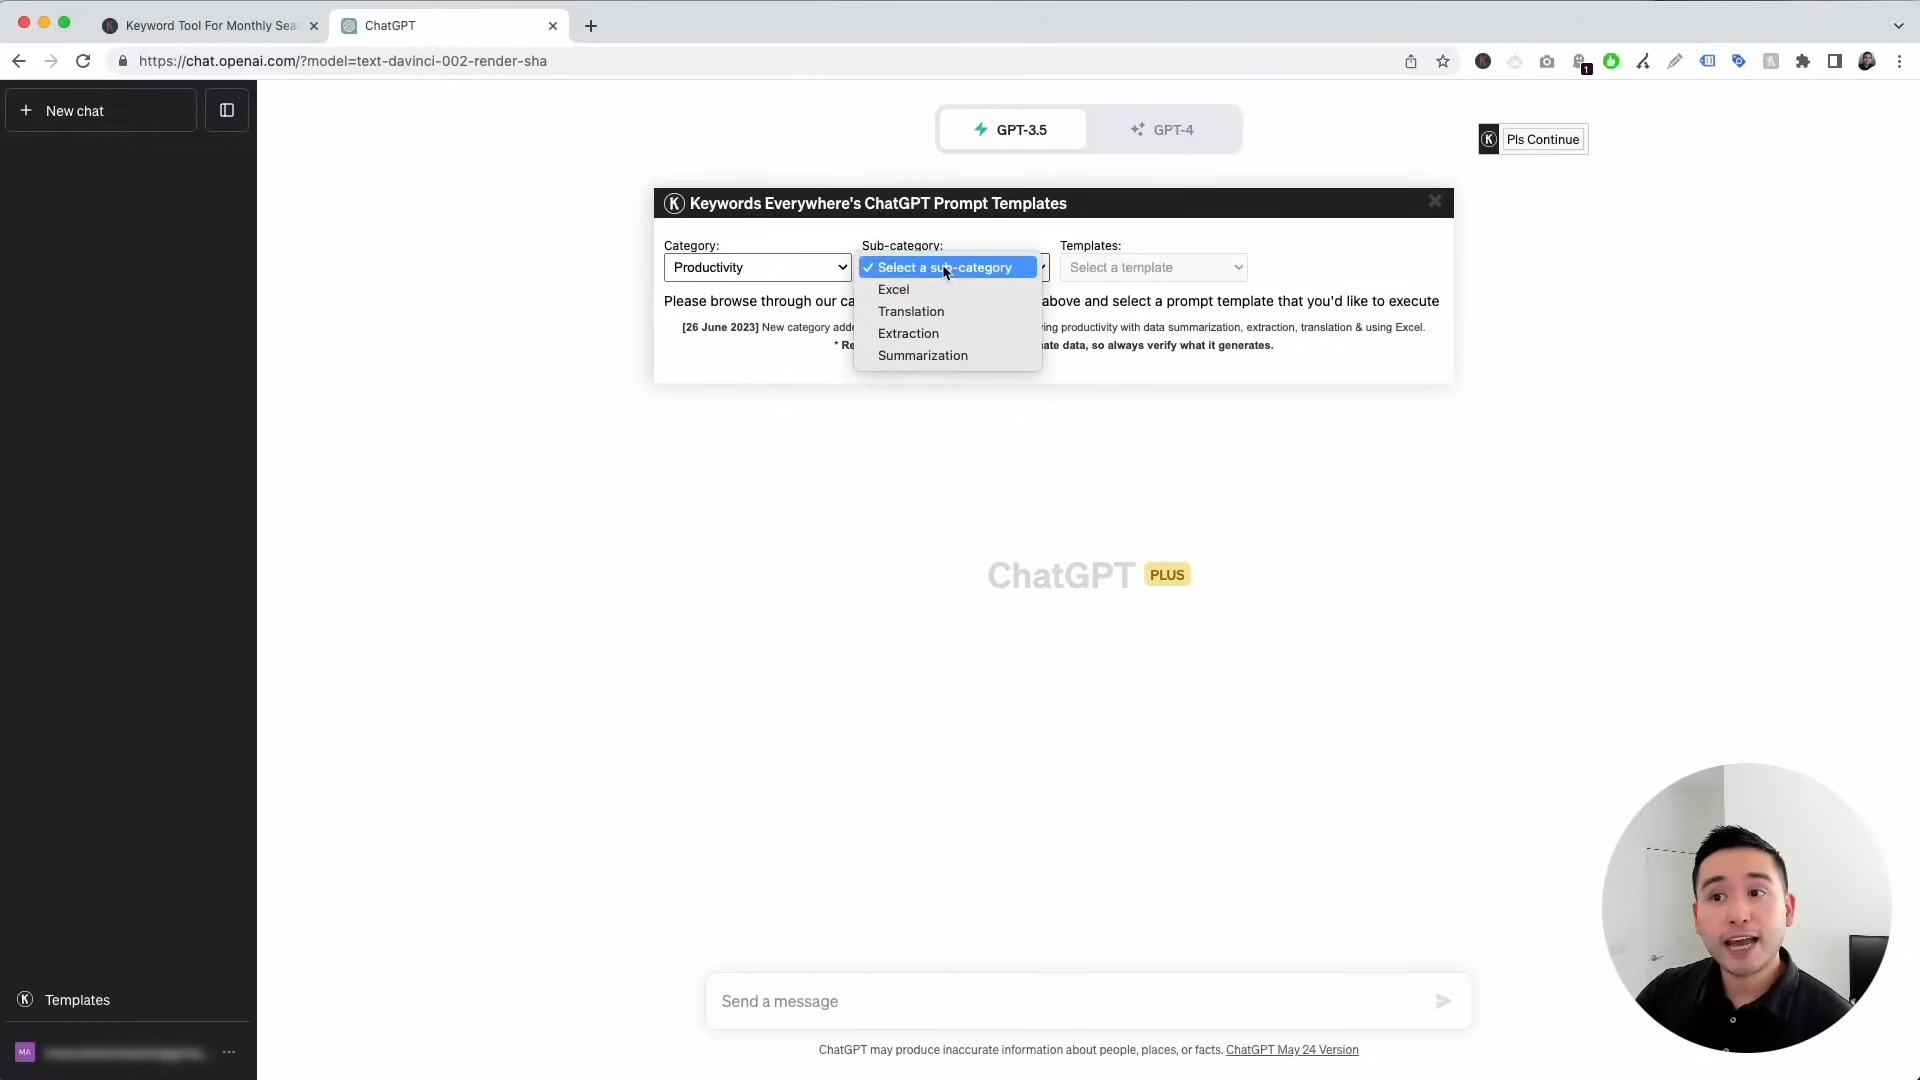 Keyword Tool For Monthly Sea
ChatGPT
https://chat.openai.com/?model=text-davinci-002-render-sha
1
New chat
GPT-3.5
GPT-4
K
Pls Continue
K Keywords Everywhere's ChatGPT Prompt Templates
Category:
Sub-category:
Templates:
Productivity
Select a sub-category
Select a template
Excel
Translation
Extraction
Summarization
Please browse through our ca
above and select a prompt template that you'd like to execute
[26 June 2023] New category adde
ing productivity with data summarization, extraction, translation & using Excel.
* Re
ate data, so always verify what it generates.
ChatGPT PLUS
Send a message
K Templates
MA
ChatGPT may produce inaccurate information about people, places, or facts. ChatGPT May 24 Version